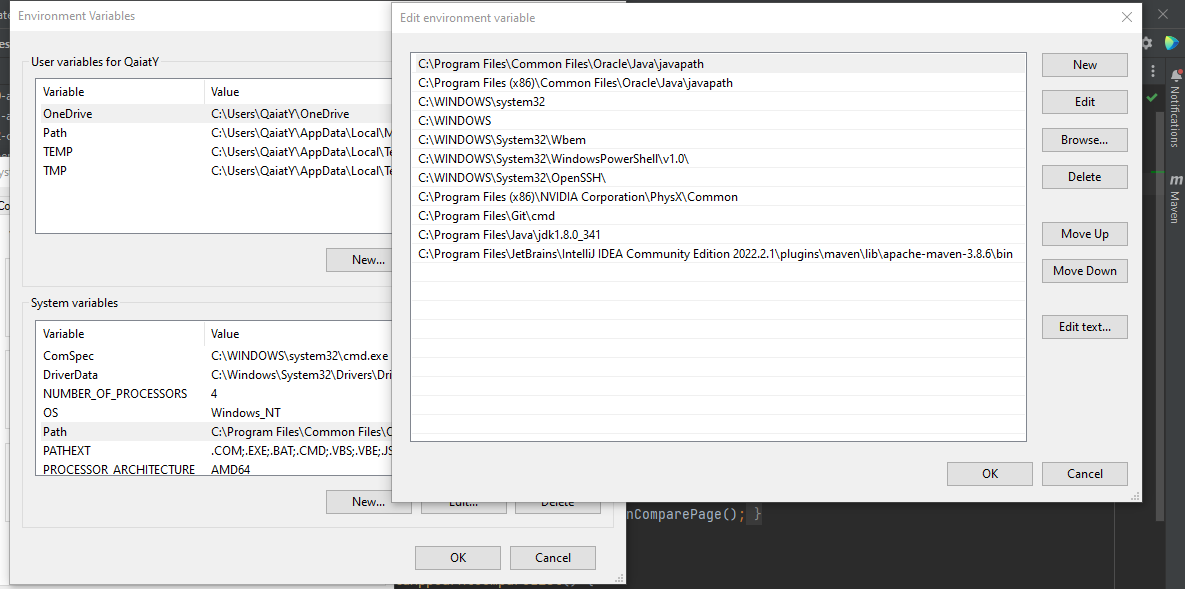 Environment Variables
User variables for QaiatY
Variable Value
OneDrive C:\Users\QaiatY\OneDrive
Path C:\Users\QaiatY\AppData\Local\M
TEMP C:\Users\QaiatY\AppData\Local\Te
TMP C:\Users\QaiatY\AppData\Local\Te
New...
System variables
Variable Value
ComSpec C:\WINDOWS\system32\cmd.exe
DriverData C:\Windows\System32\Drivers\Dri
NUMBER_OF_PROCESSORS 4
OS Windows_NT
Path C:\Program Files\Common Files\O
PATHEXT .COM;.EXE;.BAT;.CMD;.VBS;.VBE;.JS
PROCESSOR_ARCHITECTURE AMD64
New... Edit... Delete
OK Cancel
Edit environment variable
C:\Program Files\Common Files\Oracle\Java\javapath
C:\Program Files (x86)\Common Files\Oracle\Java\javapath
C:\WINDOWS\system32
C:\WINDOWS
C:\WINDOWS\System32\Wbem
C:\WINDOWS\System32\WindowsPowerShell\v1.0\
C:\WINDOWS\System32\OpenSSH\
C:\Program Files (x86)\NVIDIA Corporation\PhysX\Common
C:\Program Files\Git\cmd
C:\Program Files\Java\jdk1.8.0_341
C:\Program Files\JetBrains\IntelliJ IDEA Community Edition 2022.2.1\plugins\maven\lib\apache-maven-3.8.6\bin
New
Edit
Browse...
Delete
Move Up
Move Down
Edit text...
OK Cancel
nComparePage(); }
Notifications
m Maven